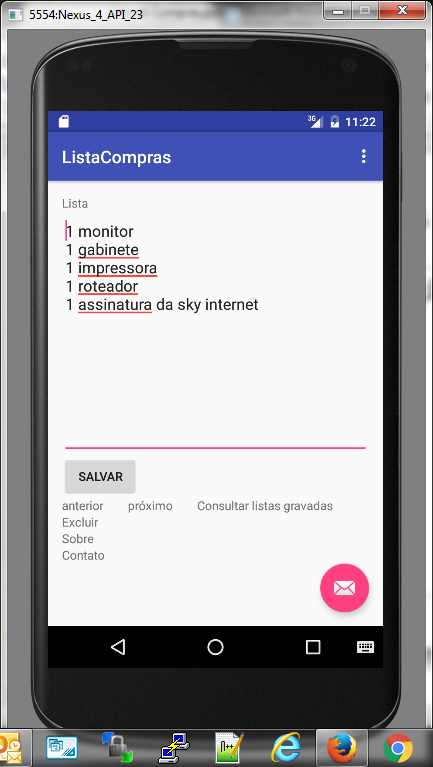 5554:Nexus_4_API_23
3G 11:22
ListaCompras
Lista
1 monitor
1 gabinete
1 impressora
1 roteador
1 assinatura da sky internet
SALVAR
anterior próximo Consultar listas gravadas
Excluir
Sobre
Contato